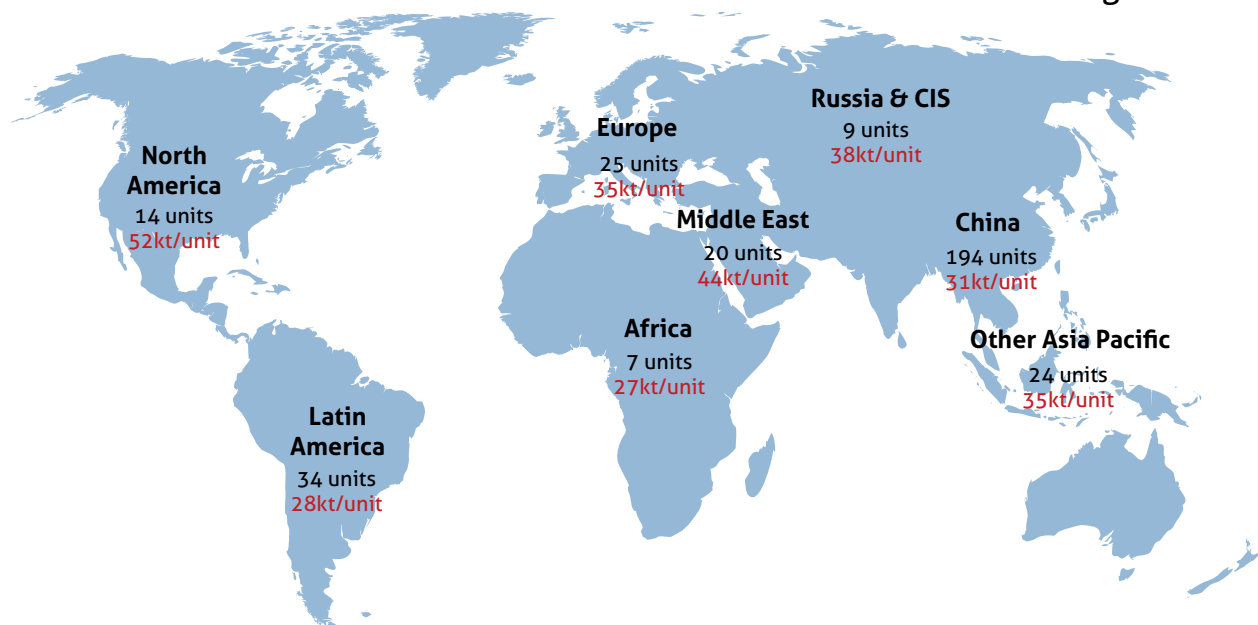 North
America
14 units
52kt/unit
Europe
25 units
35kt/unit
Russia & CIS
9 units
38kt/unit
Middle East
20 units
44kt/unit
China
194 units
31kt/unit
Africa
7 units
27kt/unit
Other Asia Pacific
24 units
35kt/unit
Latin
America
34 units
28kt/unit